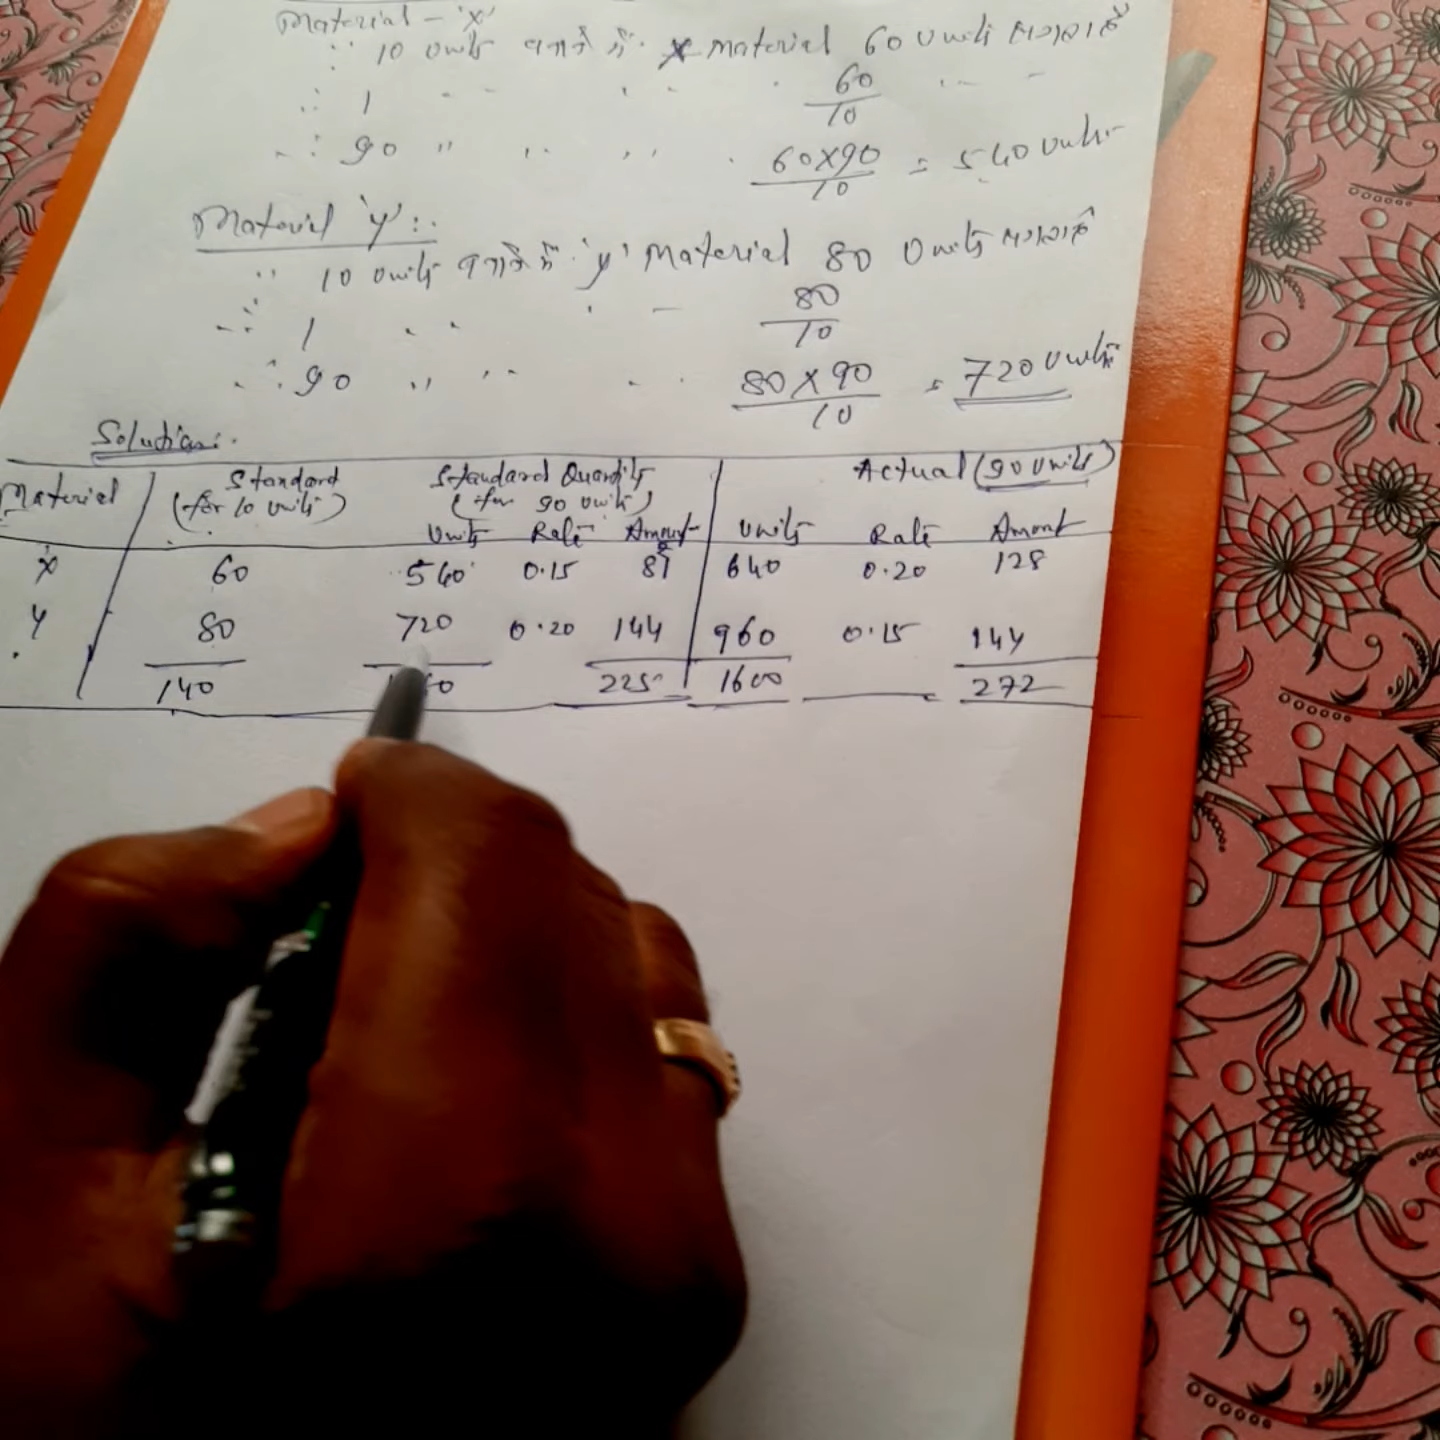 Material - 'X'
∵ 10 Units बनाने में X material 60 Units लगता है
∴ 1 " " " " 60/10 " "
∴ 90 " " " " 60X90/10 = 540 Units
Material 'Y' :-
∵ 10 Units बनाने में 'Y' Material 80 Units लगता है
∴ 1 " " " 80/10
∴ 90 " " " " 80 X 90/10 = 720 Units
Solution:-
Material Standard (for 10 Units) Standard Quantity (for 90 Units) Actual (90 Units)
Units Rate Amount Units Rate Amount
X 60 540 0.15 81 640 0.20 128
Y 80 720 0.20 144 960 0.15 144
140 225 1600 272